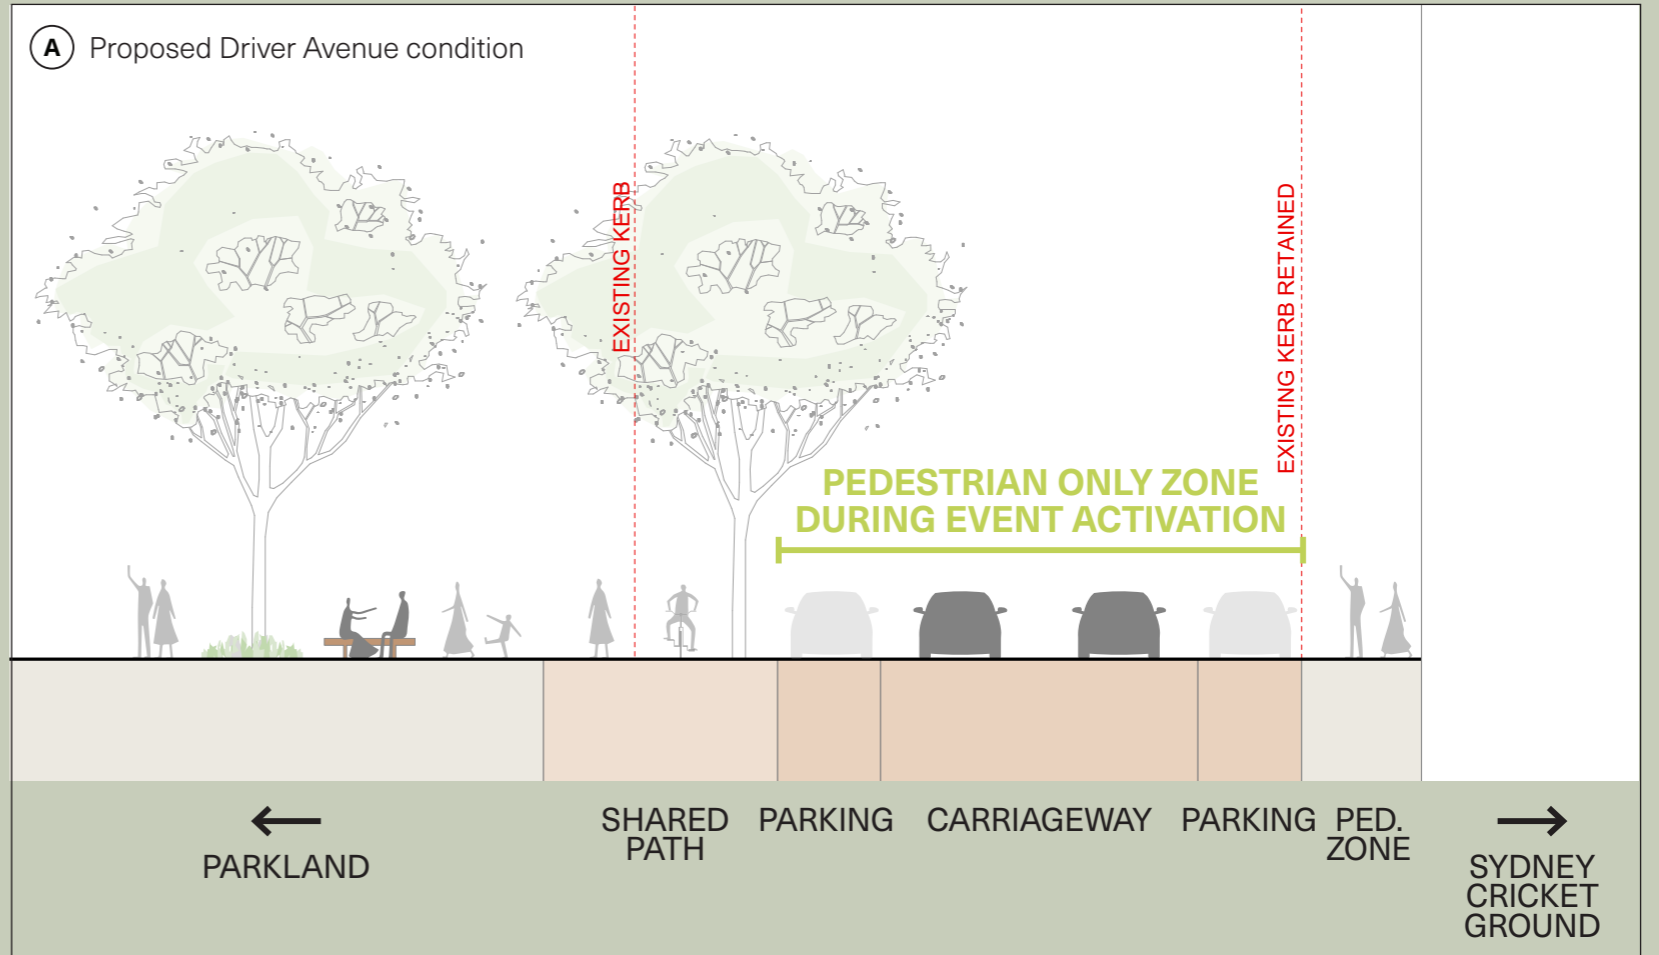 A Proposed Driver Avenue condition
EXISTING KERB
EXISTING KERB RETAINED
PEDESTRIAN ONLY ZONE
DURING EVENT ACTIVATION
←
PARKLAND
SHARED
PATH
PARKING
CARRIAGEWAY
PARKING
PED.
ZONE
→
SYDNEY
CRICKET
GROUND